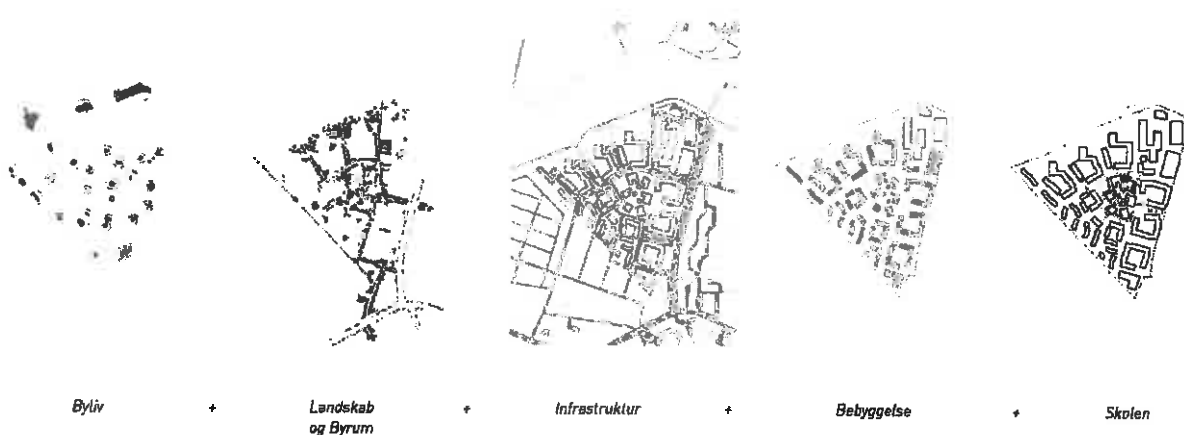 Byliv + Landskab + Infrastruktur + Bebyggelse + Skolen
og Byrum